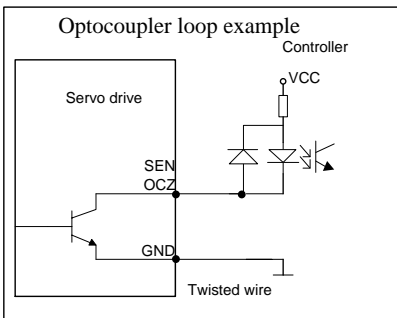 Optocoupler loop example
Controller
VCC
Servo drive
SEN
OCZ
GND
Twisted wire